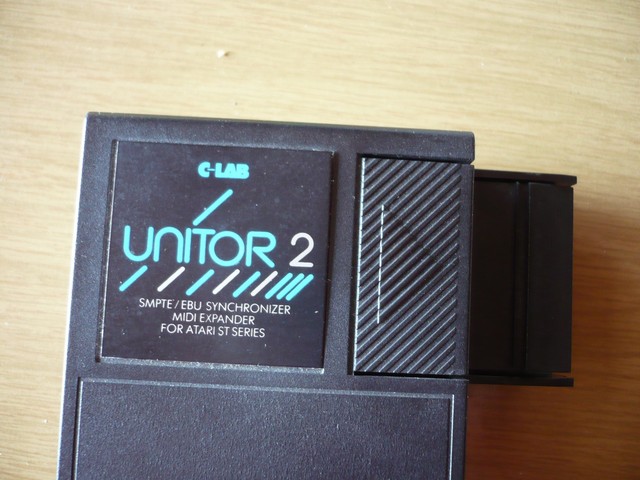 C-LAB
UNITOR 2
SMPTE/EBU SYNCHRONIZER
MIDI EXPANDER
FOR ATARI ST SERIES